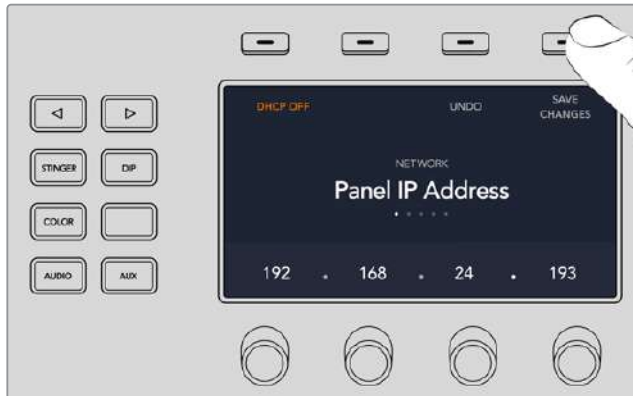 DHCP OFF
UNDO
SAVE
CHANGES
NETWORK
Panel IP Address
192 . 168 . 24 . 193
STINGER
DIP
COLOR
AUDIO
AUX